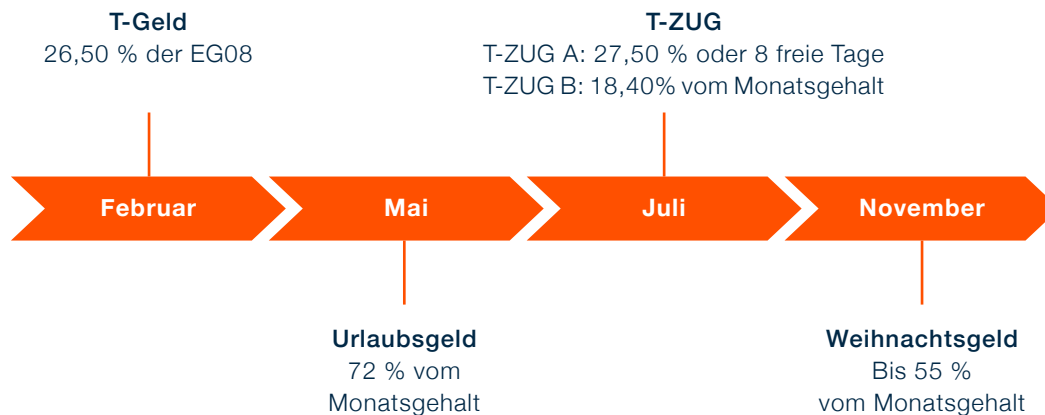 T-Geld
26,50 % der EG08
T-ZUG
T-ZUG A: 27,50 % oder 8 freie Tage
T-ZUG B: 18,40% vom Monatsgehalt
Februar
Mai
Juli
November
Urlaubsgeld
72 % vom
Monatsgehalt
Weihnachtsgeld
Bis 55 %
vom Monatsgehalt